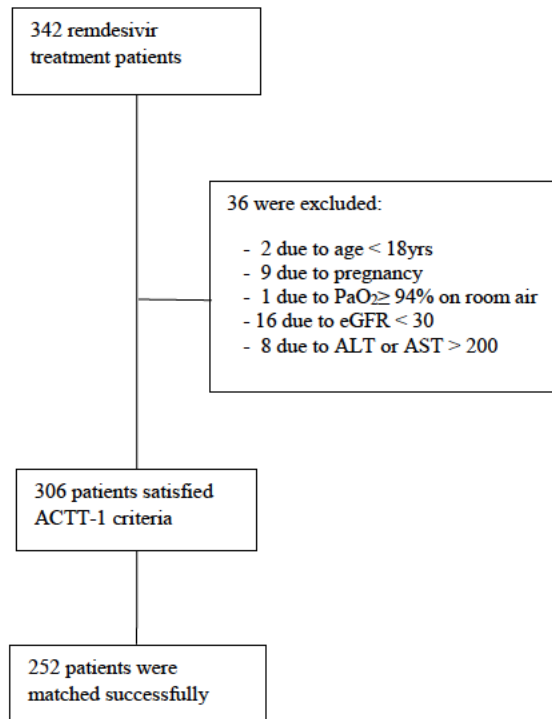 342 remdesivir
treatment patients
36 were excluded:
- 2 due to age < 18yrs
- 9 due to pregnancy
- 1 due to PaO₂≥ 94% on room air
- 16 due to eGFR < 30
- 8 due to ALT or AST > 200
306 patients satisfied
ACTT-1 criteria
252 patients were
matched successfully